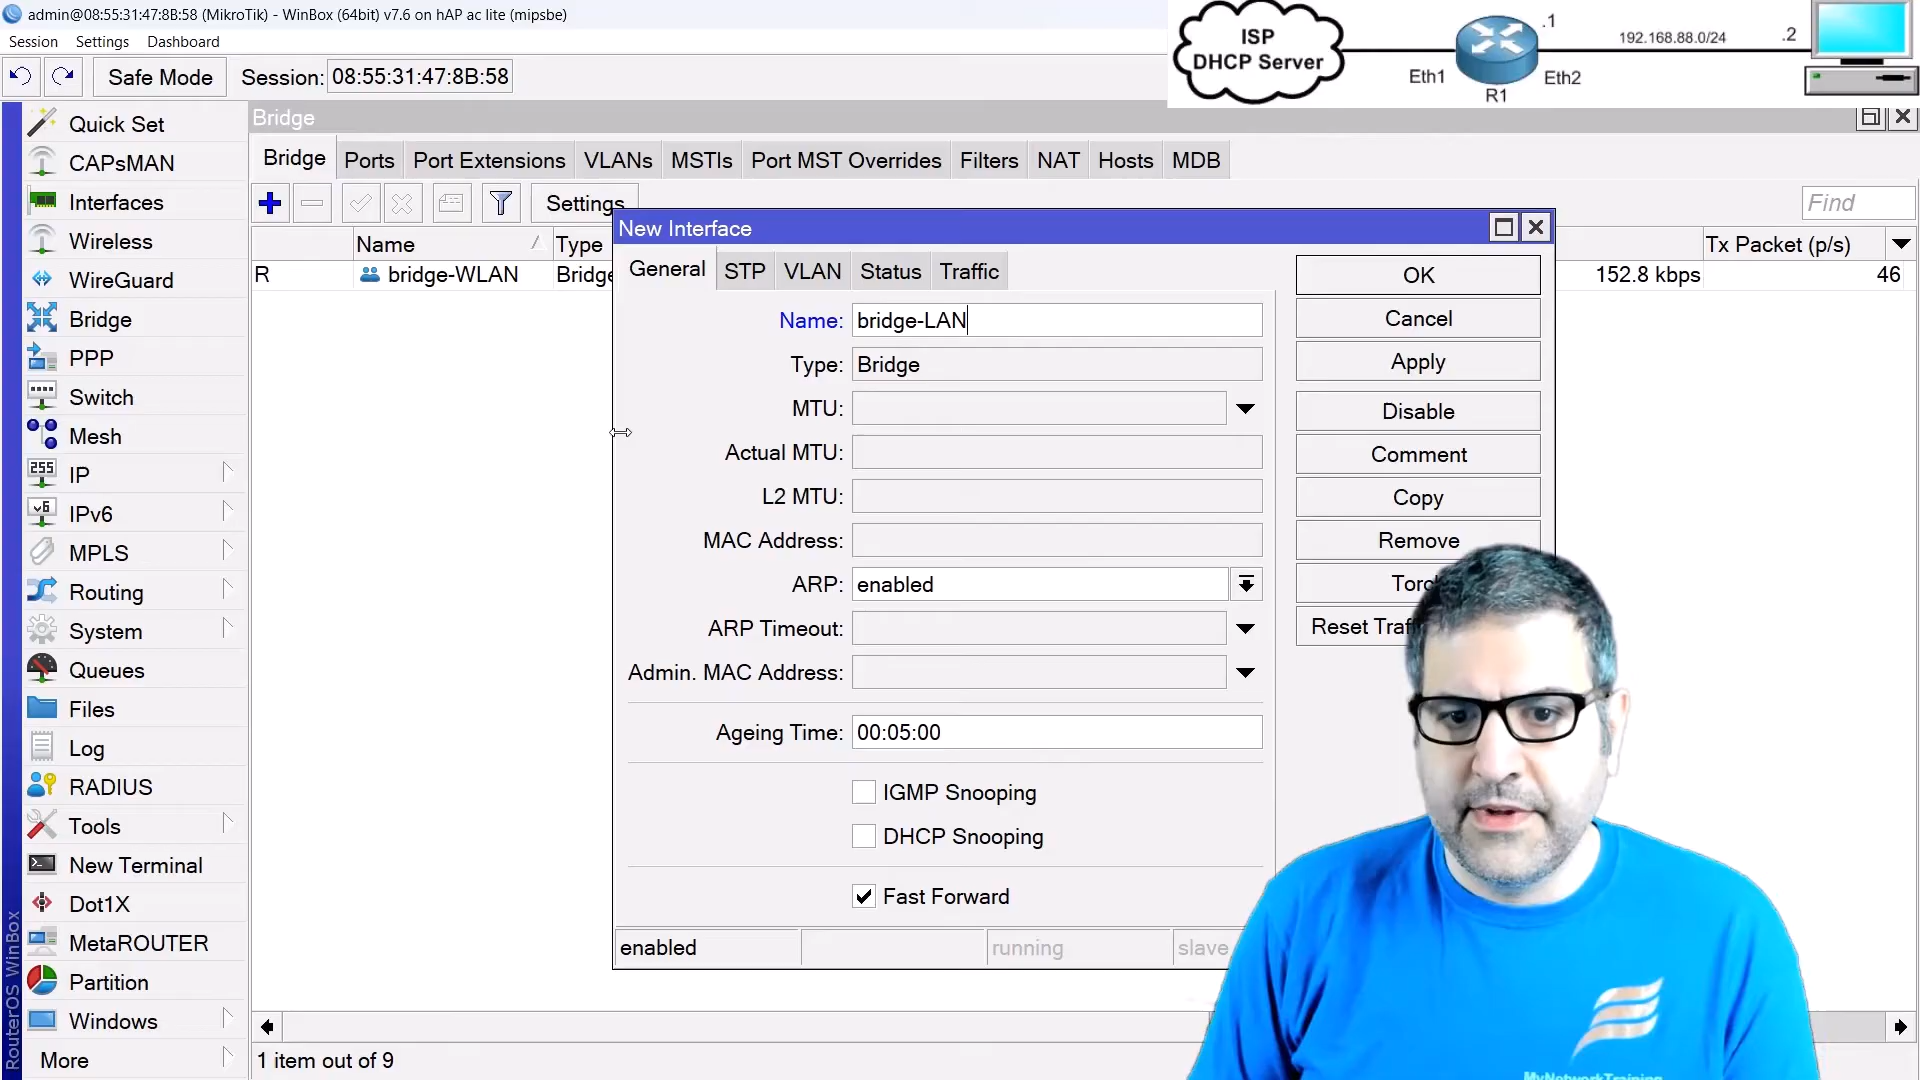 admin@08:55:31:47:8B:58 (MikroTik) - WinBox (64bit) v7.6 on hAP ac lite (mipsbe)
Session Settings Dashboard
Safe Mode Session: 08:55:31:47:8B:58
ISP
DHCP Server
.1
192.168.88.0/24
.2
Eth1
Eth2
R1
Quick Set
CAPsMAN
Interfaces
Wireless
WireGuard
Bridge
PPP
Switch
Mesh
IP
IPv6
MPLS
Routing
System
Queues
Files
Log
RADIUS
Tools
New Terminal
Dot1X
MetaROUTER
Partition
Windows
More
RouterOS WinBox
Bridge
Bridge Ports Port Extensions VLANs MSTIs Port MST Overrides Filters NAT Hosts MDB
Settings
Find
Name Type Tx Packet (p/s)
R bridge-WLAN Bridge 152.8 kbps 46
New Interface
General STP VLAN Status Traffic
Name: bridge-LAN
Type: Bridge
MTU:
Actual MTU:
L2 MTU:
MAC Address:
ARP: enabled
ARP Timeout:
Admin. MAC Address:
Ageing Time: 00:05:00
IGMP Snooping
DHCP Snooping
Fast Forward
enabled running slave
OK
Cancel
Apply
Disable
Comment
Copy
Remove
Torc
Reset Traf
1 item out of 9
MyNetworkTraining